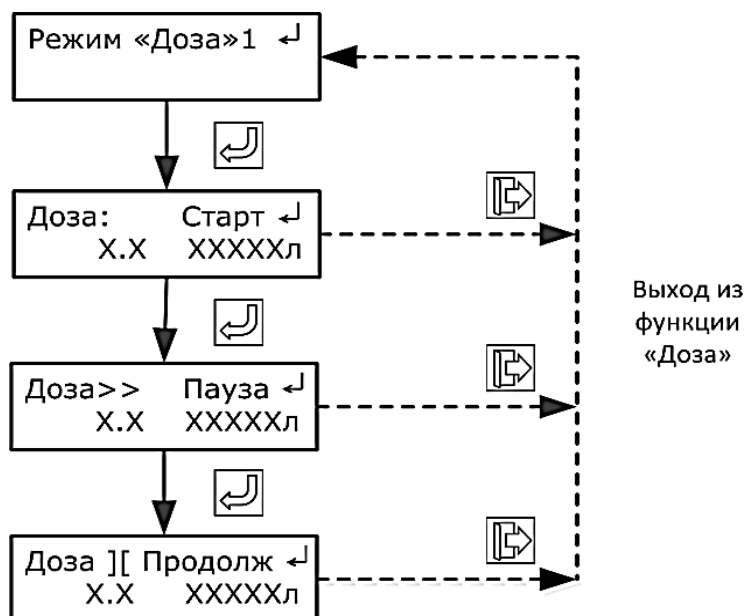 Режим «Доза»1 ↵
Доза: Старт ↵
X.X XXXXXл
Доза>> Пауза ↵
X.X XXXXXл
Доза ][ Продолж ↵
X.X XXXXXл
Выход из
функции
«Доза»